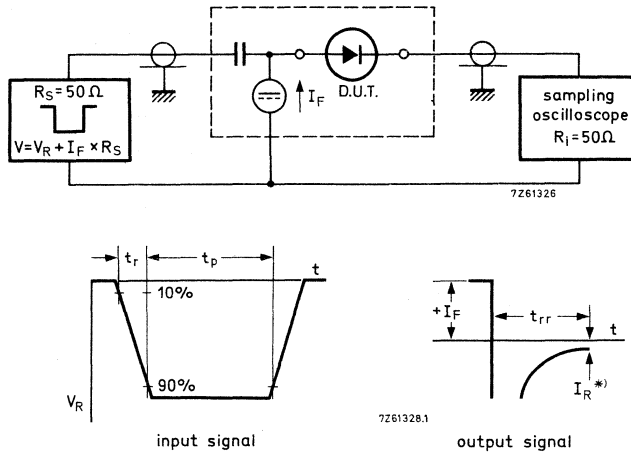 R_S = 50 Ω
V = V_R + I_F × R_S
I_F
D.U.T.
sampling
oscilloscope
R_i = 50 Ω
7Z61326
t_r
t_p
t
10%
90%
V_R
input signal
+I_F
t_rr
t
I_R *)
7Z61328.1
output signal